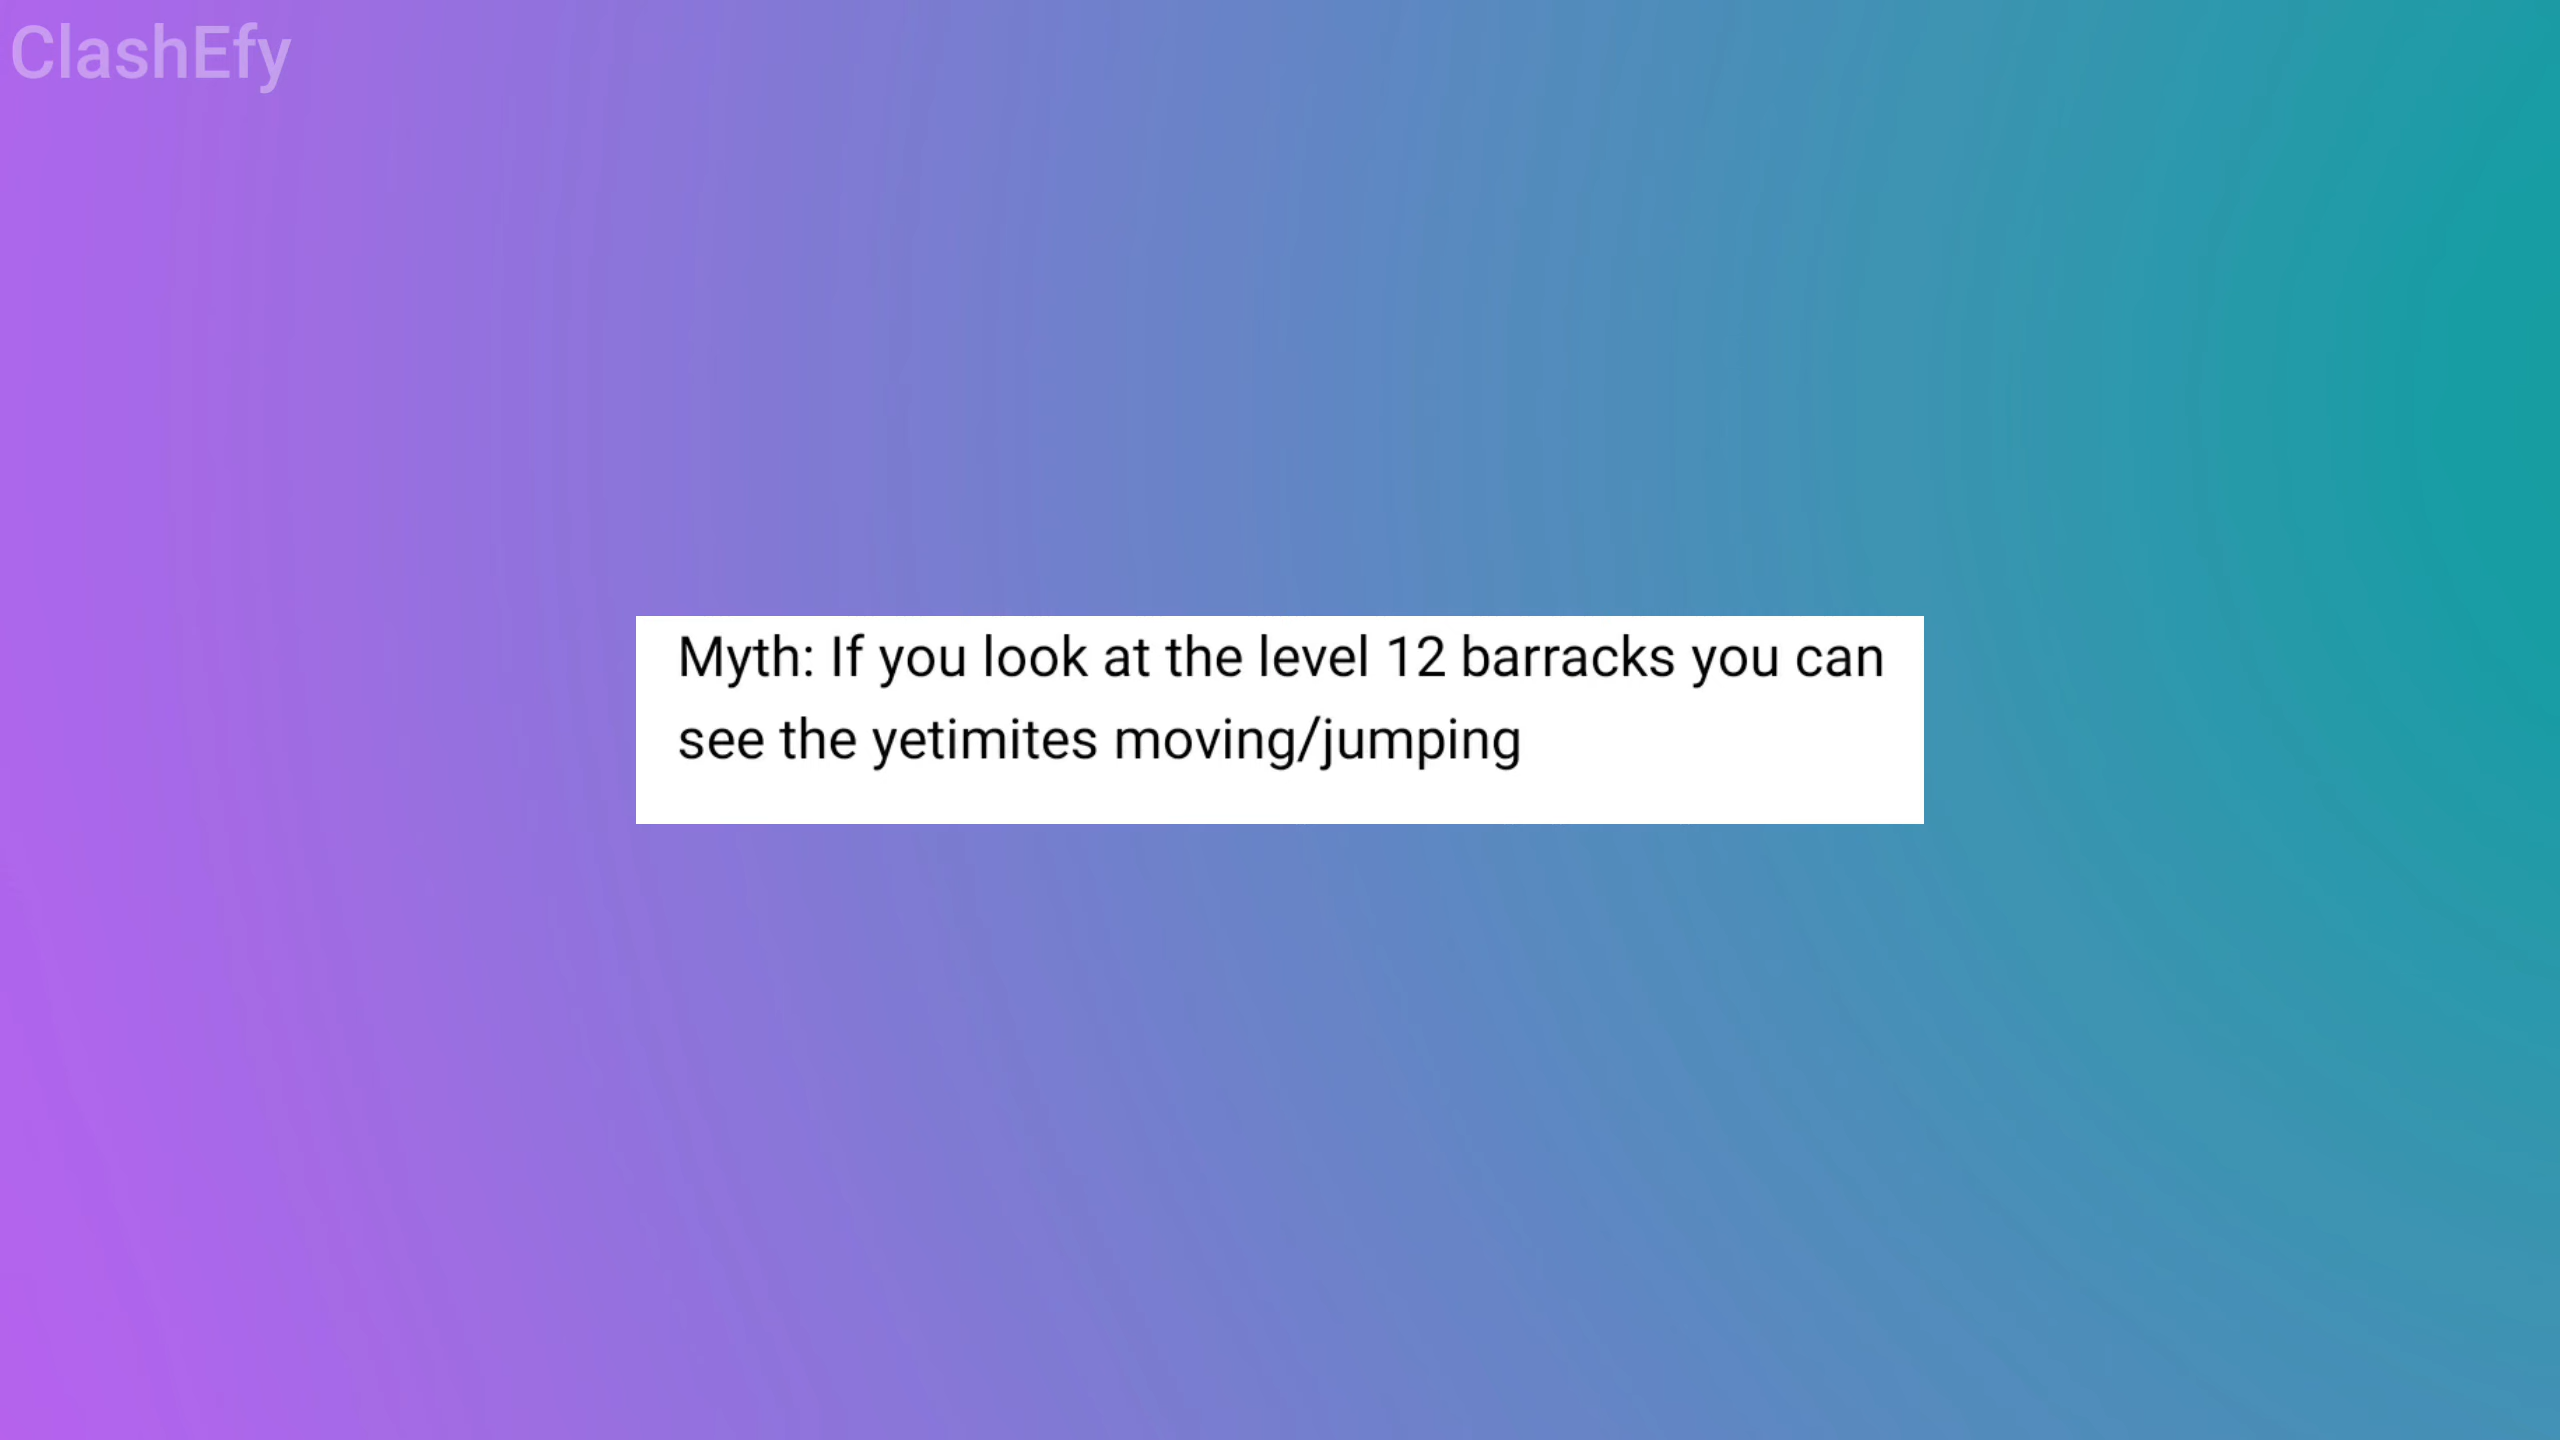 ClashEfy
Myth: If you look at the level 12 barracks you can
see the yetimites moving/jumping